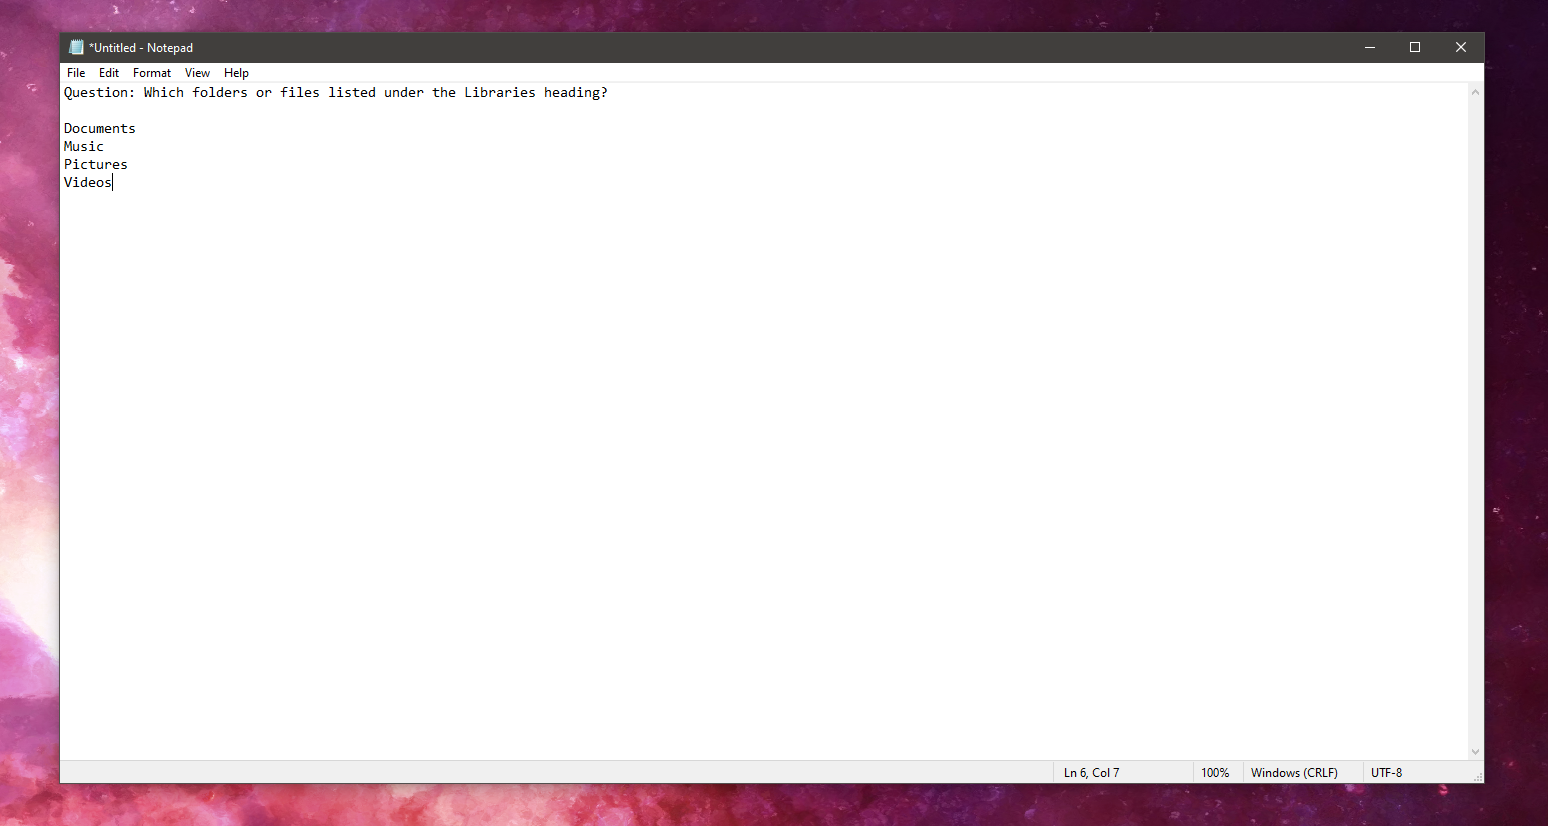 *Untitled - Notepad
File Edit Format View Help
Question: Which folders or files listed under the Libraries heading?
Documents
Music
Pictures
Videos
Ln 6, Col 7 100% Windows (CRLF) UTF-8